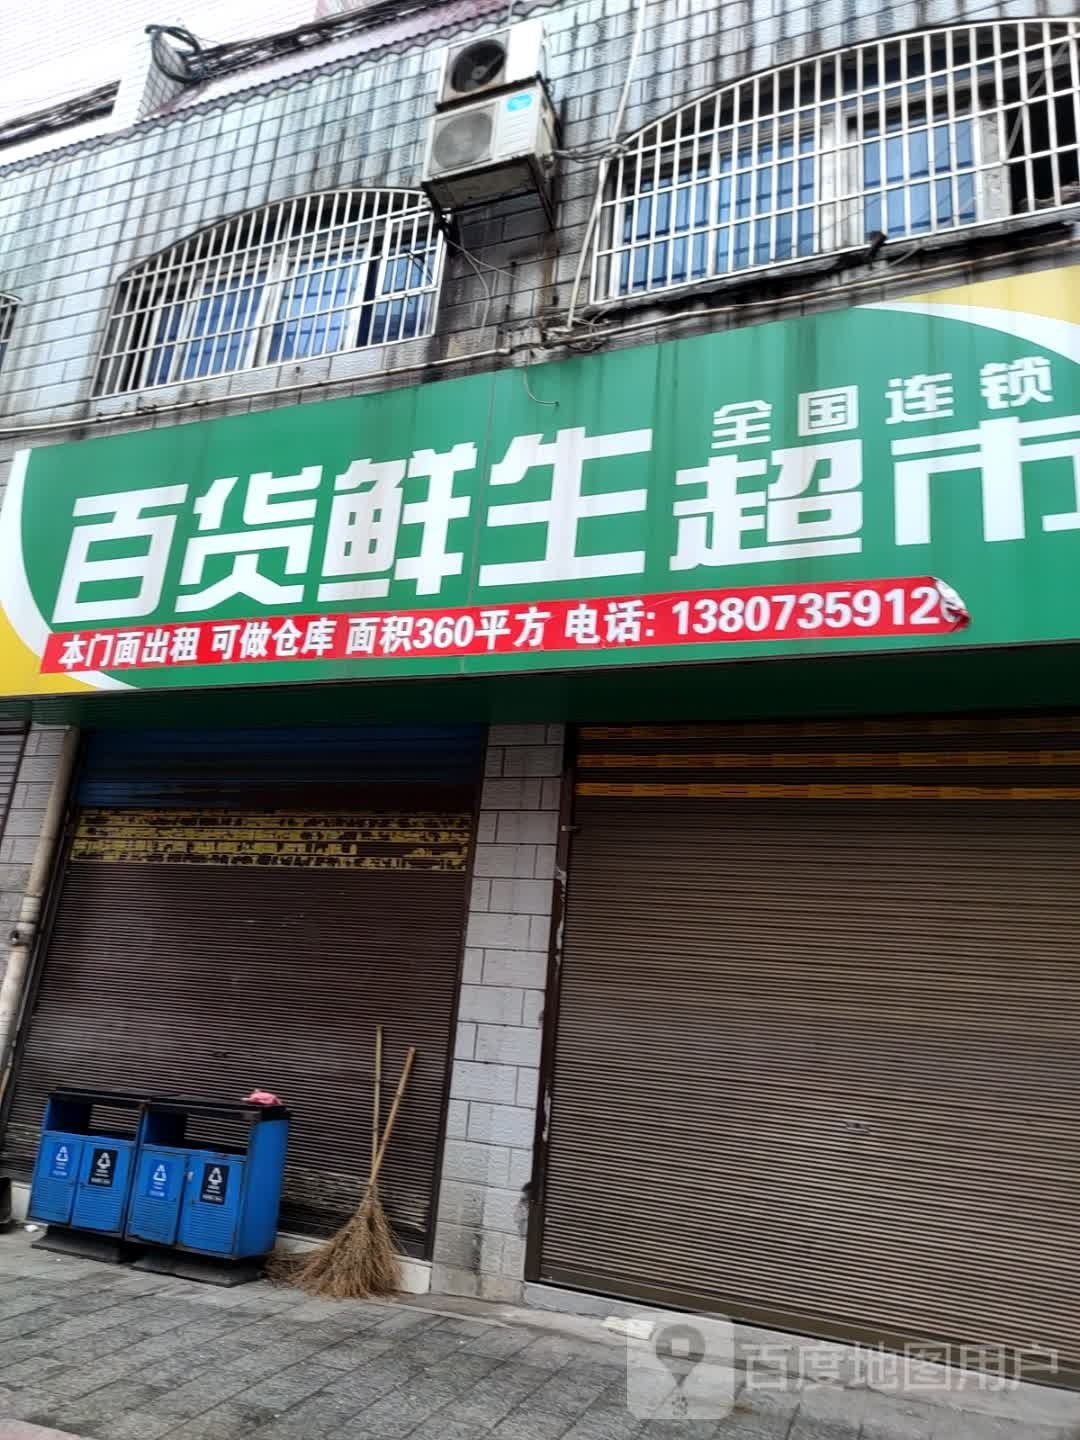 全国连锁
百货鲜生超市
本门面出租 可做仓库 面积360平方 电话: 13807359126
百度地图用户